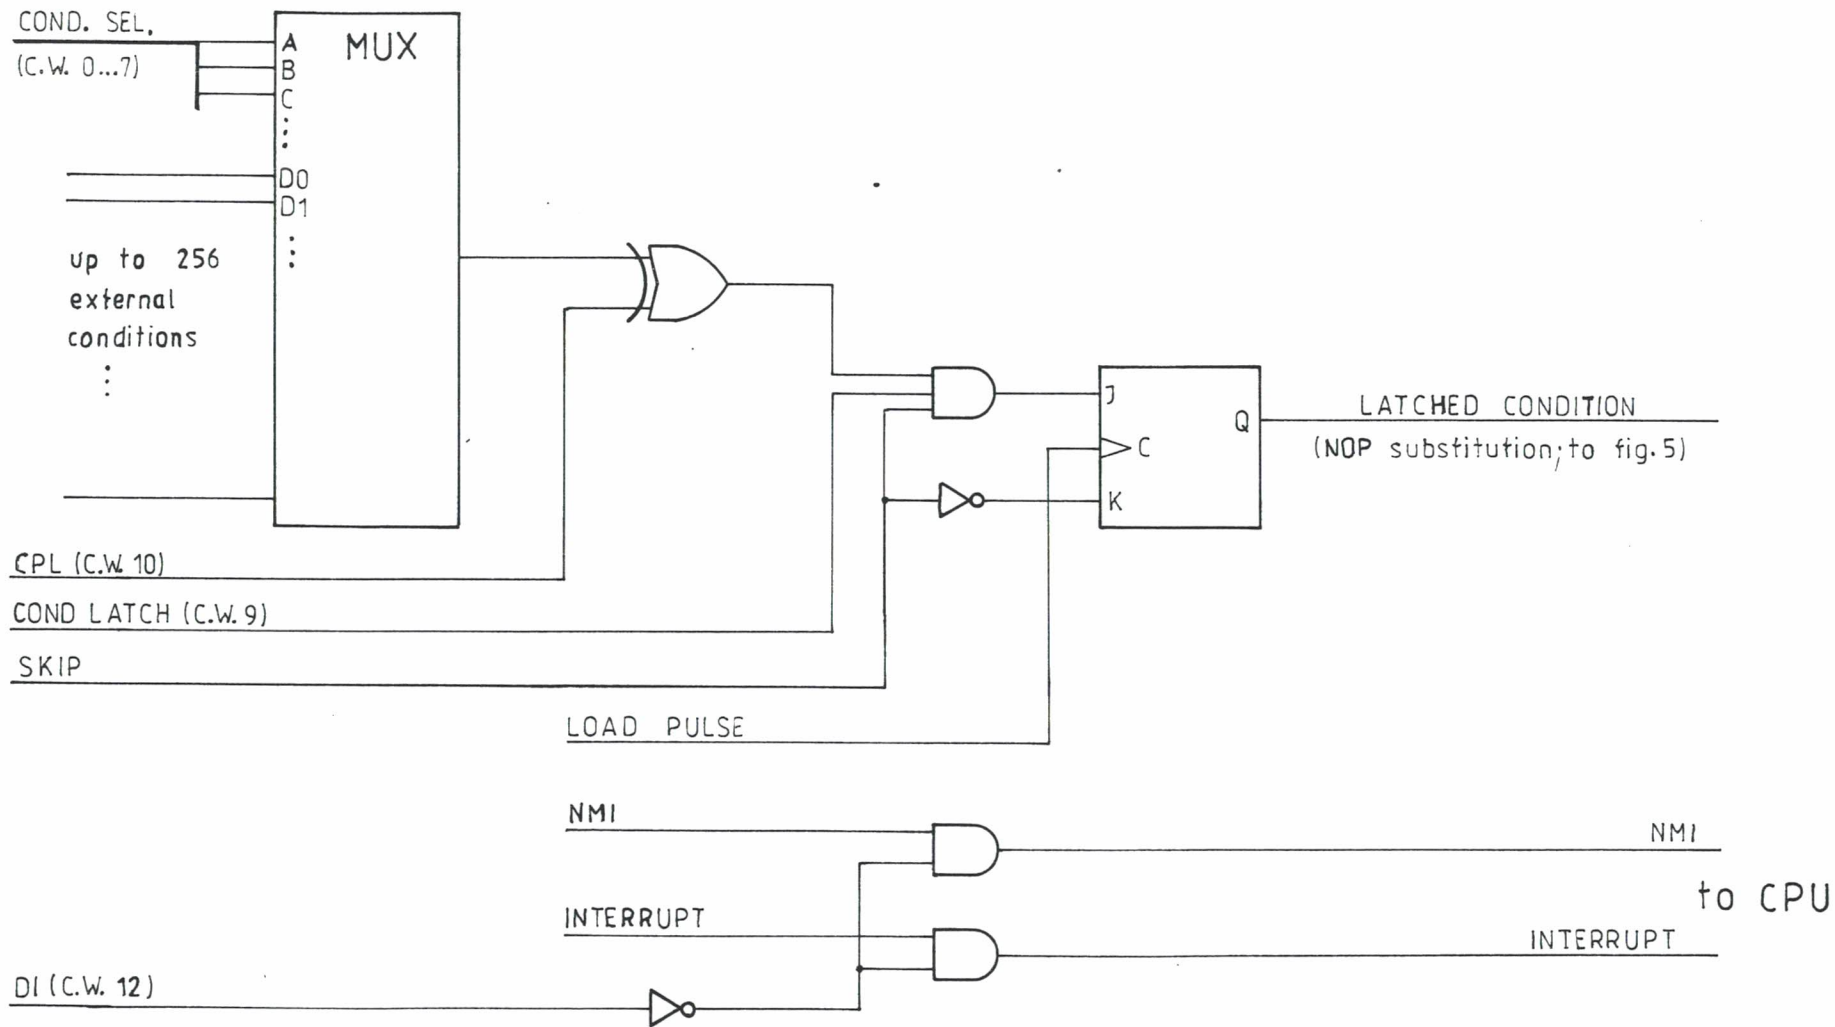 COND. SEL.
(C.W. 0...7)
MUX
A
B
C
D0
D1
up to 256
external
conditions
J
C
K
Q
LATCHED CONDITION
(NOP substitution; to fig. 5)
CPL (C.W. 10)
COND LATCH (C.W. 9)
SKIP
LOAD PULSE
NMI
NMI
to CPU
INTERRUPT
INTERRUPT
DI (C.W. 12)